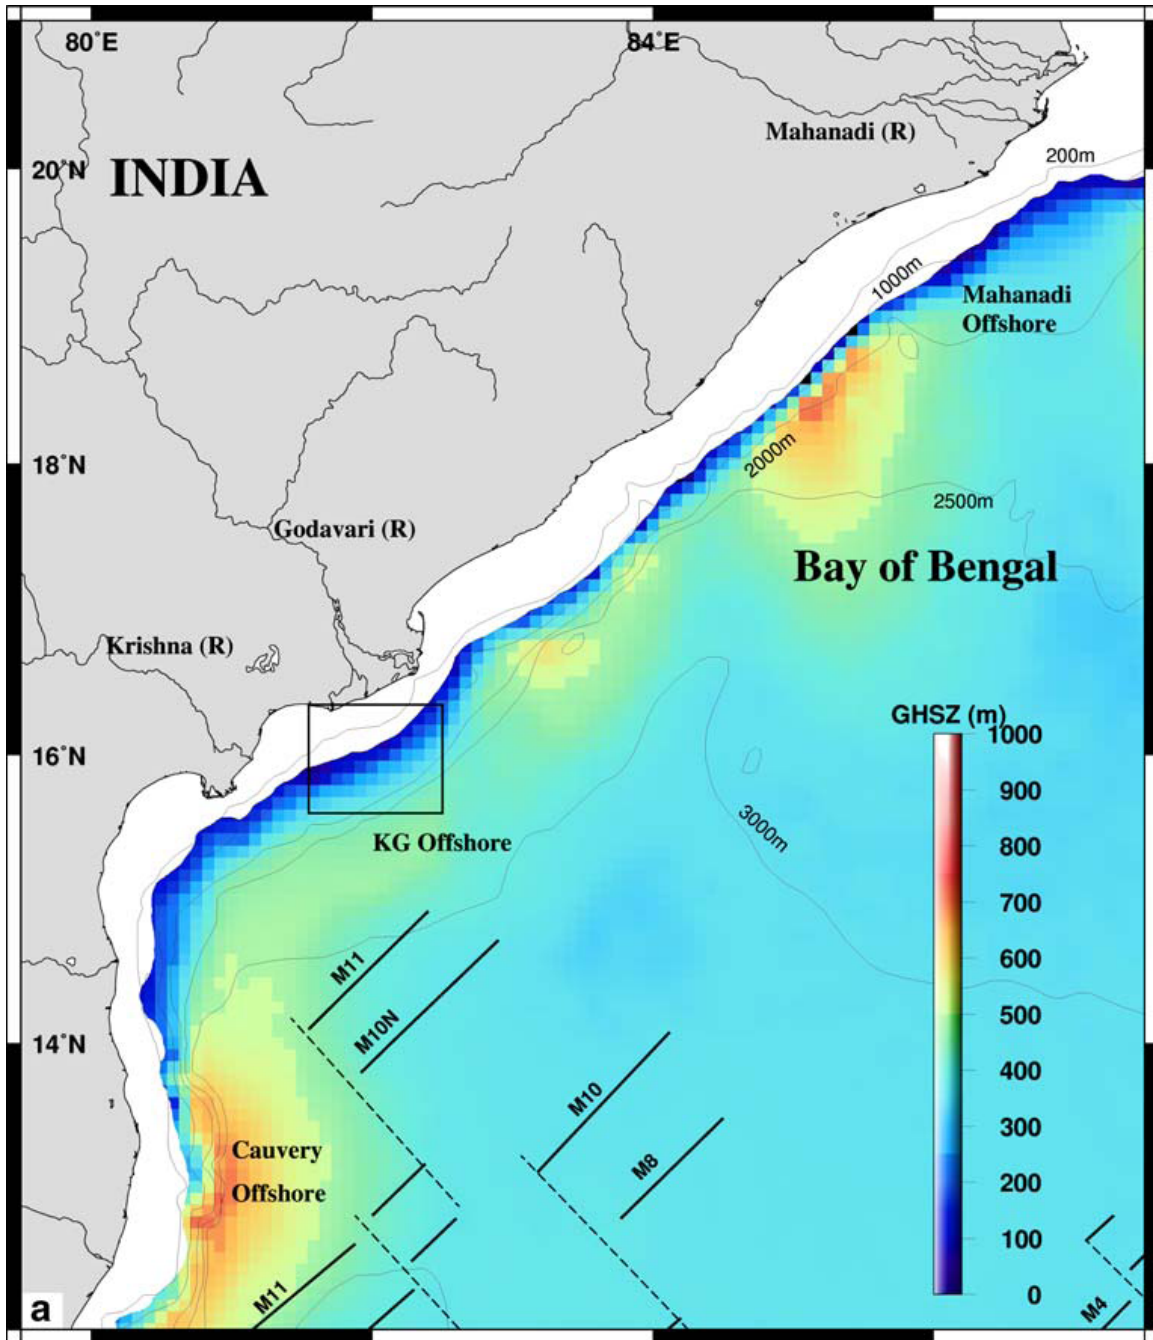 80°E
84°E
Mahanadi (R)
200m
20°N
INDIA
1000m
Mahanadi
Offshore
2000m
18°N
2500m
Godavari (R)
Bay of Bengal
Krishna (R)
GHSZ (m)
16°N
1000
900
800
700
600
500
400
300
200
100
0
3000m
KG Offshore
M11
M10N
14°N
M10
M8
Cauvery
Offshore
M11
M4
a